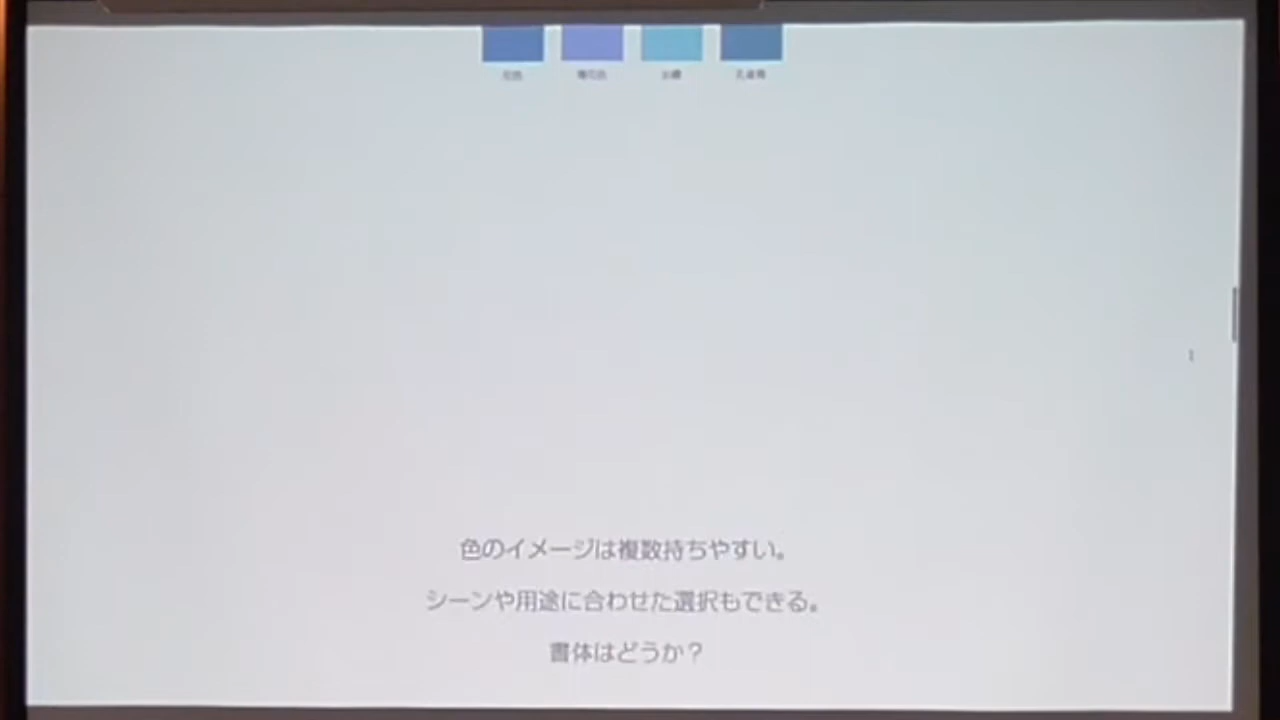 色のイメージは複数持ちやすい。
シーンや用途に合わせた選択もできる。
書体はどうか？